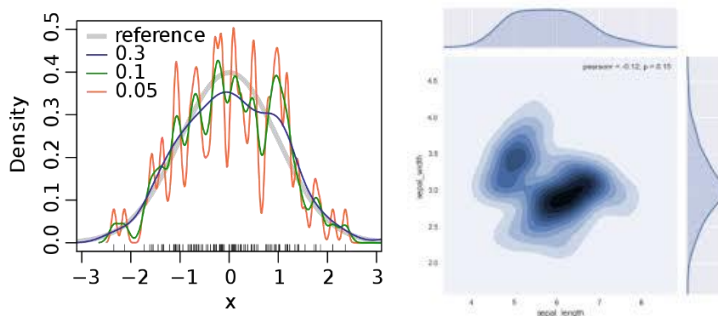 reference
0.3
0.1
0.05
Density
0.5
0.4
0.3
0.2
0.1
0.0
−3 −2 −1 0 1 2 3
x
pearsonr = -0.12; p = 0.15
sepal_width
4.5
4.0
3.5
3.0
2.5
2.0
4 5 6 7 8
sepal_length